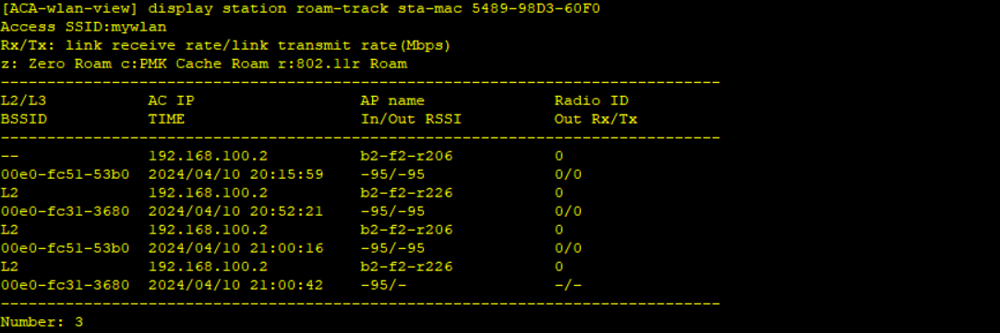 [ACA-wlan-view] display station roam-track sta-mac 5489-98D3-60F0
Access SSID:mywlan
Rx/Tx: link receive rate/link transmit rate(Mbps)
z: Zero Roam c:PMK Cache Roam r:802.11r Roam
------------------------------------------------------------------------------
L2/L3 AC IP AP name Radio ID
BSSID TIME In/Out RSSI Out Rx/Tx
------------------------------------------------------------------------------
-- 192.168.100.2 b2-f2-r206 0
00e0-fc51-53b0 2024/04/10 20:15:59 -95/-95 0/0
L2 192.168.100.2 b2-f2-r226 0
00e0-fc31-3680 2024/04/10 20:52:21 -95/-95 0/0
L2 192.168.100.2 b2-f2-r206 0
00e0-fc51-53b0 2024/04/10 21:00:16 -95/-95 0/0
L2 192.168.100.2 b2-f2-r226 0
00e0-fc31-3680 2024/04/10 21:00:42 -95/- -/-
------------------------------------------------------------------------------
Number: 3